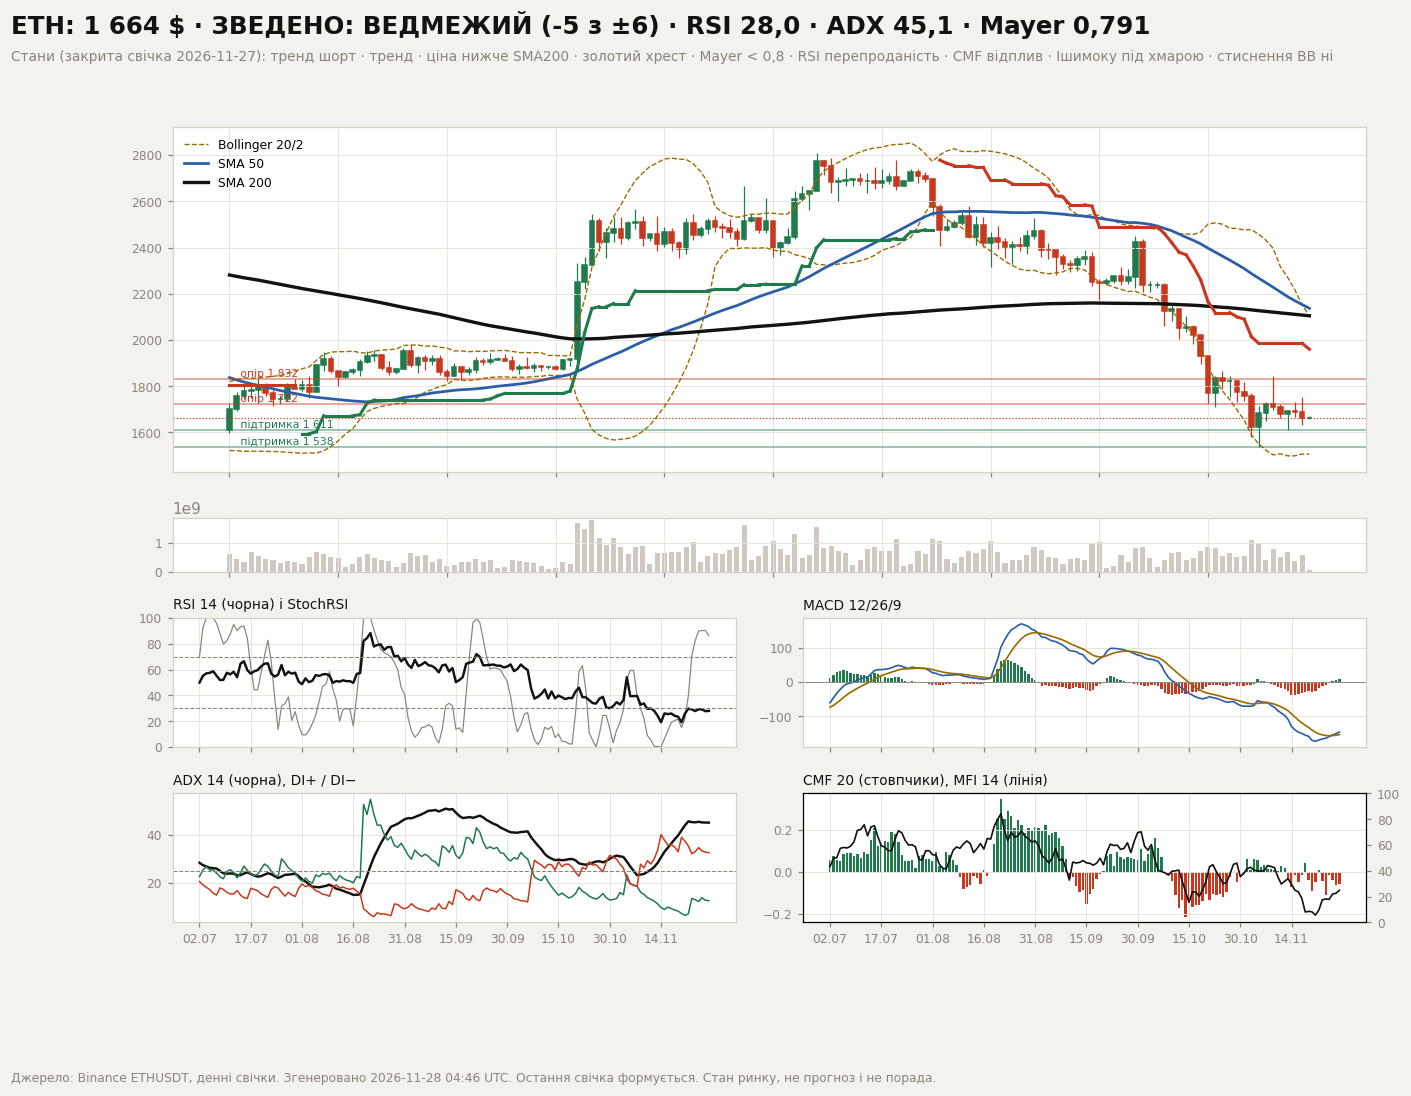 ETH: 1 664 $ · ЗВЕДЕНО: ВЕДМЕЖИЙ (-5 з ±6) · RSI 28,0 · ADX 45,1 · Mayer 0,791
Стани (закрита свічка 2026-11-27): тренд шорт · тренд · ціна нижче SMA200 · золотий хрест · Mayer < 0,8 · RSI перепроданість · CMF відплив · Ішимоку під хмарою · стиснення BB ні
Bollinger 20/2
SMA 50
SMA 200
2800
2600
2400
2200
2000
1800
1600
опір 1 832
опір 1 722
підтримка 1 611
підтримка 1 538
1e9
1
0
RSI 14 (чорна) і StochRSI
100
80
60
40
20
0
MACD 12/26/9
100
0
−100
ADX 14 (чорна), DI+ / DI−
40
20
02.07 17.07 01.08 16.08 31.08 15.09 30.09 15.10 30.10 14.11
CMF 20 (стовпчики), MFI 14 (лінія)
0.2
0.0
−0.2
100
80
60
40
20
0
02.07 17.07 01.08 16.08 31.08 15.09 30.09 15.10 30.10 14.11
Джерело: Binance ETHUSDT, денні свічки. Згенеровано 2026-11-28 04:46 UTC. Остання свічка формується. Стан ринку, не прогноз і не порада.